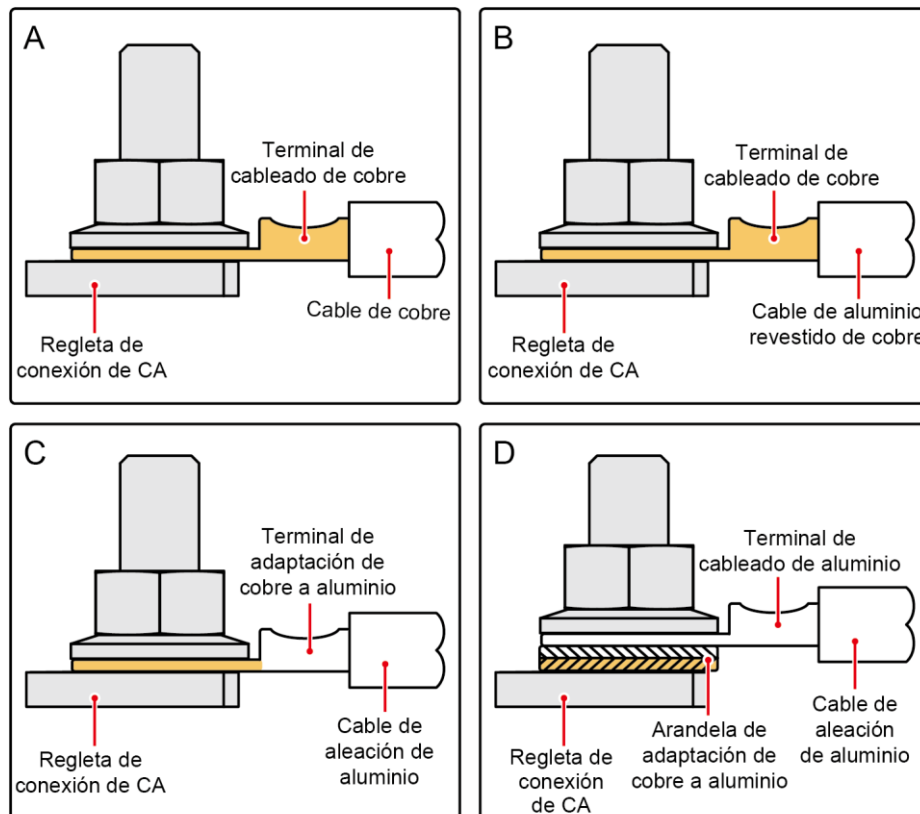 A
Terminal de
cableado de cobre
Cable de cobre
Regleta de
conexión de CA
B
Terminal de
cableado de cobre
Cable de aluminio
revestido de cobre
Regleta de
conexión de CA
C
Terminal de
adaptación de
cobre a aluminio
Cable de
aleación de
aluminio
Regleta de
conexión de CA
D
Terminal de
cableado de aluminio
Cable de
aleación
de aluminio
Arandela de
adaptación de
cobre a aluminio
Regleta de
conexión
de CA